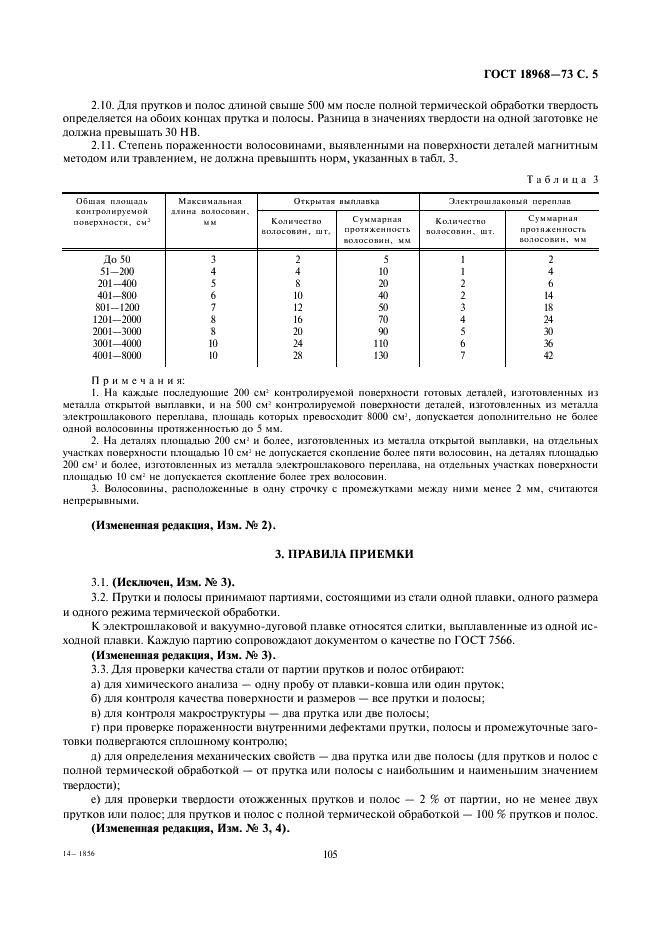 ГОСТ 18968—73 С. 5
2.10. Для прутков и полос длиной свыше 500 мм после полной термической обработки твердость
определяется на обоих концах прутка и полосы. Разница в значениях твердости на одной заготовке не
должна превышать 30 НВ.
2.11. Степень пораженности волосовинами, выявленными на поверхности деталей магнитным
методом или травлением, не должна превышпть норм, указанных в табл. 3.
Таблица 3
Общая площадь контролируемой поверхности, см² | Максимальная длина волосовин, мм | Открытая выплавка | Электрошлаковый переплав
Количество волосовин, шт. | Суммарная протяженность волосовин, мм | Количество волосовин, шт. | Суммарная протяженность волосовин, мм
До 50 3 2 5 1 2
51—200 4 4 10 1 4
201—400 5 8 20 2 6
401—800 6 10 40 2 14
801—1200 7 12 50 3 18
1201—2000 8 16 70 4 24
2001—3000 8 20 90 5 30
3001—4000 10 24 110 6 36
4001—8000 10 28 130 7 42
Примечания:
1. На каждые последующие 200 см² контролируемой поверхности готовых деталей, изготовленных из
металла открытой выплавки, и на 500 см² контролируемой поверхности деталей, изготовленных из металла
электрошлакового переплава, площадь которых превосходит 8000 см², допускается дополнительно не более
одной волосовины протяженностью до 5 мм.
2. На деталях площадью 200 см² и более, изготовленных из металла открытой выплавки, на отдельных
участках поверхности площадью 10 см² не допускается скопление более пяти волосовин, на деталях площадью
200 см² и более, изготовленных из металла электрошлакового переплава, на отдельных участках поверхности
площадью 10 см² не допускается скопление более трех волосовин.
3. Волосовины, расположенные в одну строчку с промежутками между ними менее 2 мм, считаются
непрерывными.
(Измененная редакция, Изм. № 2).
3. ПРАВИЛА ПРИЕМКИ
3.1. (Исключен, Изм. № 3).
3.2. Прутки и полосы принимают партиями, состоящими из стали одной плавки, одного размера
и одного режима термической обработки.
К электрошлаковой и вакуумно-дуговой плавке относятся слитки, выплавленные из одной ис-
ходной плавки. Каждую партию сопровождают документом о качестве по ГОСТ 7566.
(Измененная редакция, Изм. № 3).
3.3. Для проверки качества стали от партии прутков и полос отбирают:
а) для химического анализа — одну пробу от плавки-ковша или один пруток;
б) для контроля качества поверхности и размеров — все прутки и полосы;
в) для контроля макроструктуры — два прутка или две полосы;
г) при проверке пораженности внутренними дефектами прутки, полосы и промежуточные заго-
товки подвергаются сплошному контролю;
д) для определения механических свойств — два прутка или две полосы (для прутков и полос с
полной термической обработкой — от прутка или полосы с наибольшим и наименьшим значением
твердости);
е) для проверки твердости отожженных прутков и полос — 2 % от партии, но не менее двух
прутков или полос; для прутков и полос с полной термической обработкой — 100 % прутков и полос.
(Измененная редакция, Изм. № 3, 4).
14—1856
105